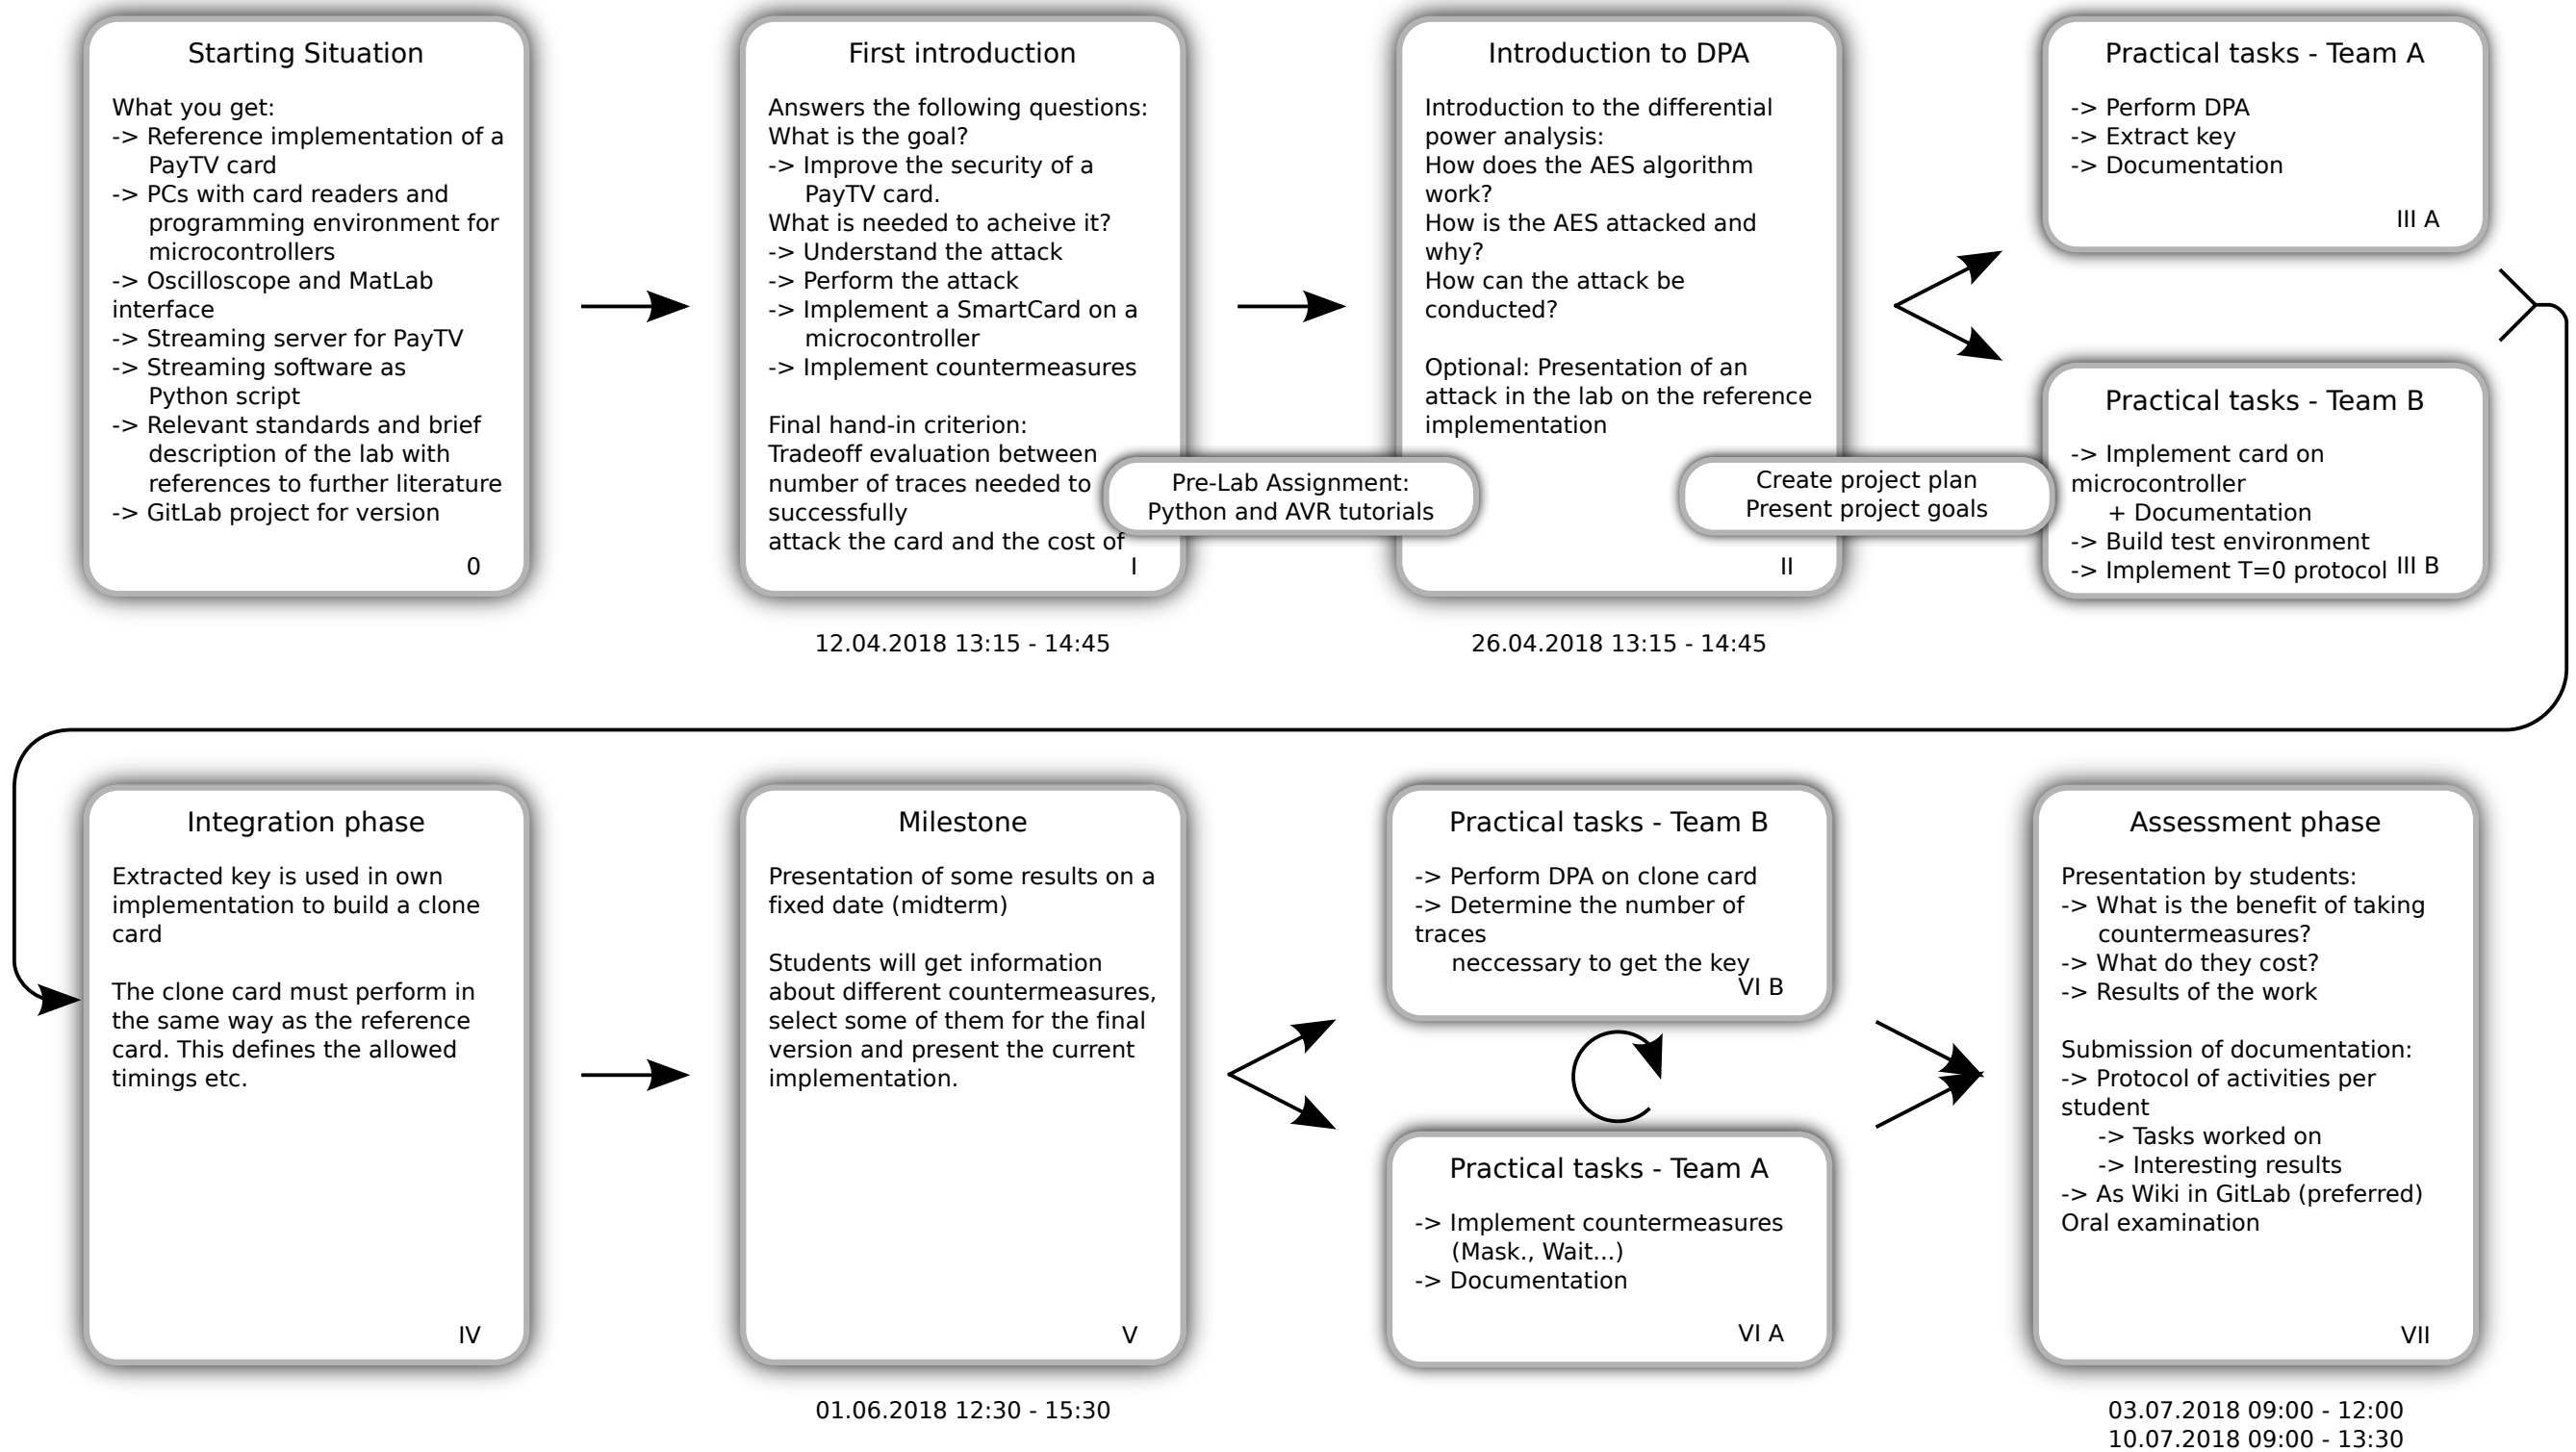 Starting Situation
What you get:
-> Reference implementation of a
PayTV card
-> PCs with card readers and
programming environment for
microcontrollers
-> Oscilloscope and MatLab
interface
-> Streaming server for PayTV
-> Streaming software as
Python script
-> Relevant standards and brief
description of the lab with
references to further literature
-> GitLab project for version
0
First introduction
Answers the following questions:
What is the goal?
-> Improve the security of a
PayTV card.
What is needed to acheive it?
-> Understand the attack
-> Perform the attack
-> Implement a SmartCard on a
microcontroller
-> Implement countermeasures
Final hand-in criterion:
Tradeoff evaluation between
number of traces needed to
successfully
attack the card and the cost of
I
12.04.2018 13:15 - 14:45
Pre-Lab Assignment:
Python and AVR tutorials
Introduction to DPA
Introduction to the differential
power analysis:
How does the AES algorithm
work?
How is the AES attacked and
why?
How can the attack be
conducted?
Optional: Presentation of an
attack in the lab on the reference
implementation
II
26.04.2018 13:15 - 14:45
Create project plan
Present project goals
Practical tasks - Team A
-> Perform DPA
-> Extract key
-> Documentation
III A
Practical tasks - Team B
-> Implement card on
microcontroller
+ Documentation
-> Build test environment
-> Implement T=0 protocol
III B
Integration phase
Extracted key is used in own
implementation to build a clone
card
The clone card must perform in
the same way as the reference
card. This defines the allowed
timings etc.
IV
Milestone
Presentation of some results on a
fixed date (midterm)
Students will get information
about different countermeasures,
select some of them for the final
version and present the current
implementation.
V
01.06.2018 12:30 - 15:30
Practical tasks - Team B
-> Perform DPA on clone card
-> Determine the number of
traces
neccessary to get the key
VI B
Practical tasks - Team A
-> Implement countermeasures
(Mask., Wait...)
-> Documentation
VI A
Assessment phase
Presentation by students:
-> What is the benefit of taking
countermeasures?
-> What do they cost?
-> Results of the work
Submission of documentation:
-> Protocol of activities per
student
-> Tasks worked on
-> Interesting results
-> As Wiki in GitLab (preferred)
Oral examination
VII
03.07.2018 09:00 - 12:00
10.07.2018 09:00 - 13:30